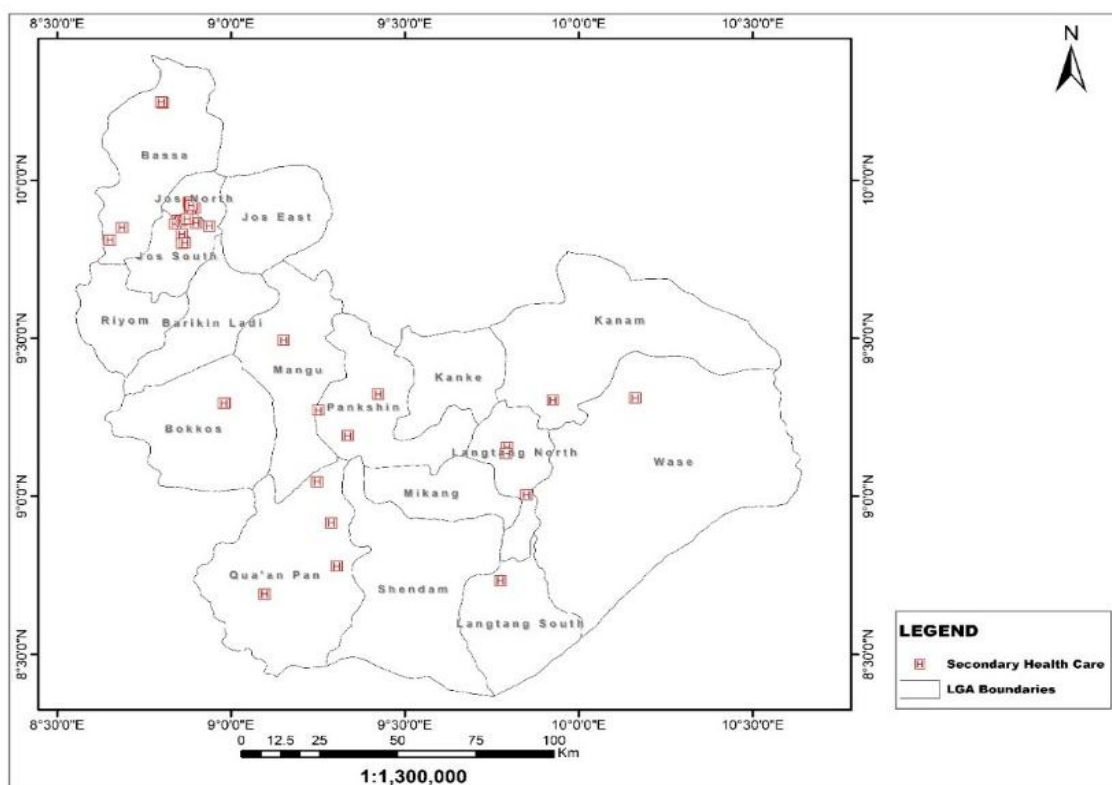 8°30'0"E 9°0'0"E 9°30'0"E 10°0'0"E 10°30'0"E
N
10°0'0"N 10°0'0"N
Bassa
Jos North
Jos East
Jos South
9°30'0"N 9°30'0"N
Riyom Barikin Ladi
Kanam
Mangu
Kanke
Pankshin
Bokkos
Langtang North
Wase
9°0'0"N 9°0'0"N
Mikang
Qua'an Pan
Shendam
Langtang South
8°30'0"N 8°30'0"N
LEGEND
H Secondary Health Care
LGA Boundaries
8°30'0"E 9°0'0"E 9°30'0"E 10°0'0"E 10°30'0"E
0 12.5 25 50 75 100
Km
1:1,300,000